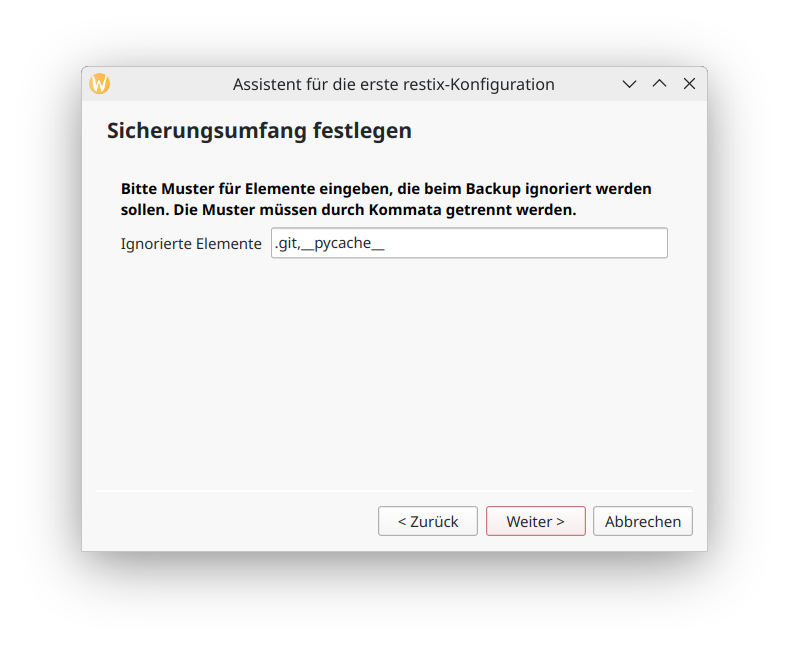 Assistent für die erste restix-Konfiguration
Sicherungsumfang festlegen
Bitte Muster für Elemente eingeben, die beim Backup ignoriert werden
sollen. Die Muster müssen durch Kommata getrennt werden.
Ignorierte Elemente .git,__pycache__
< Zurück Weiter > Abbrechen